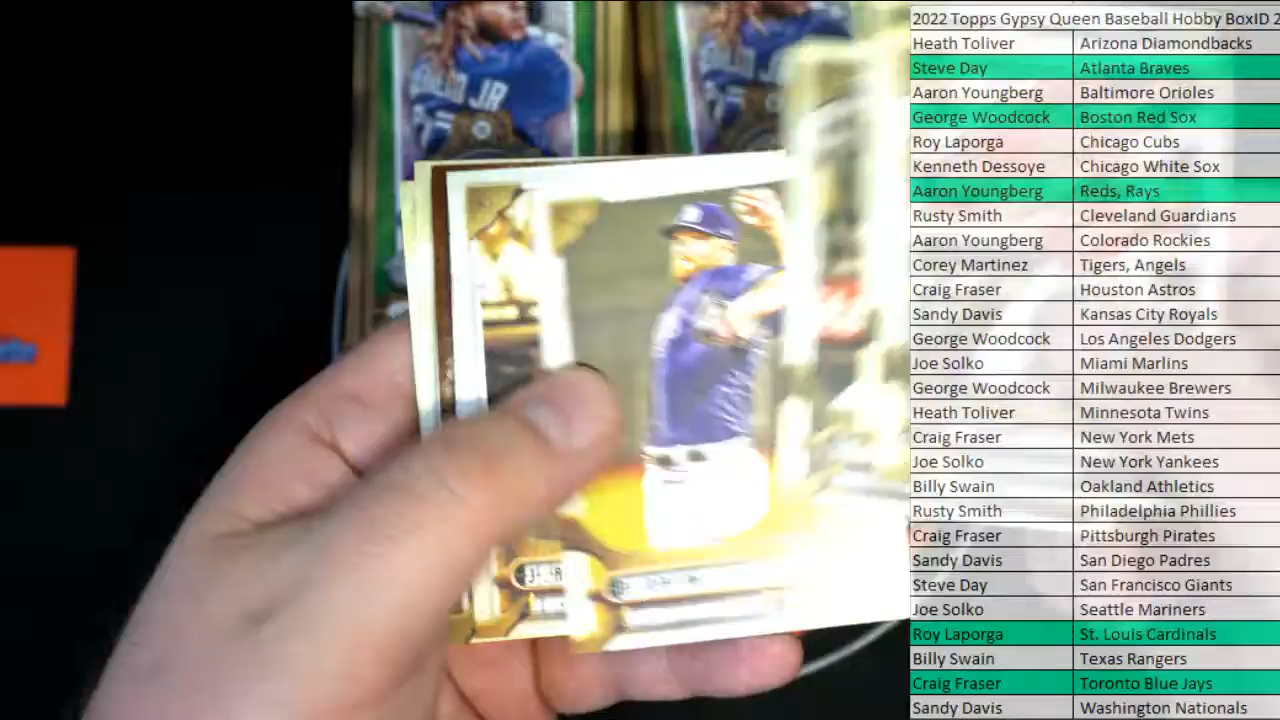 2022 Topps Gypsy Queen Baseball Hobby BoxID 2
Heath Toliver Arizona Diamondbacks
Steve Day Atlanta Braves
Aaron Youngberg Baltimore Orioles
George Woodcock Boston Red Sox
Roy Laporga Chicago Cubs
Kenneth Dessoye Chicago White Sox
Aaron Youngberg Reds, Rays
Rusty Smith Cleveland Guardians
Aaron Youngberg Colorado Rockies
Corey Martinez Tigers, Angels
Craig Fraser Houston Astros
Sandy Davis Kansas City Royals
George Woodcock Los Angeles Dodgers
Joe Solko Miami Marlins
George Woodcock Milwaukee Brewers
Heath Toliver Minnesota Twins
Craig Fraser New York Mets
Joe Solko New York Yankees
Billy Swain Oakland Athletics
Rusty Smith Philadelphia Phillies
Craig Fraser Pittsburgh Pirates
Sandy Davis San Diego Padres
Steve Day San Francisco Giants
Joe Solko Seattle Mariners
Roy Laporga St. Louis Cardinals
Billy Swain Texas Rangers
Craig Fraser Toronto Blue Jays
Sandy Davis Washington Nationals
JR